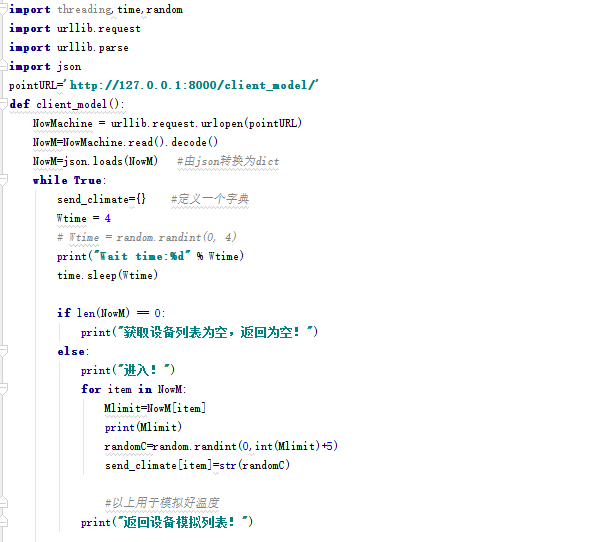 import threading,time,random
import urllib.request
import urllib.parse
import json
pointURL='http://127.0.0.1:8000/client_model/'
def client_model():
    NowMachine = urllib.request.urlopen(pointURL)
    NowM=NowMachine.read().decode()
    NowM=json.loads(NowM)   #由json转换为dict
    while True:
        send_climate={}    #定义一个字典
        Wtime = 4
        # Wtime = random.randint(0, 4)
        print("Wait time:%d" % Wtime)
        time.sleep(Wtime)
        if len(NowM) == 0:
            print("获取设备列表为空，返回为空！")
        else:
            print("进入！")
            for item in NowM:
                Mlimit=NowM[item]
                print(Mlimit)
                randomC=random.randint(0,int(Mlimit)+5)
                send_climate[item]=str(randomC)
                #以上用于模拟好温度
            print("返回设备模拟列表！")